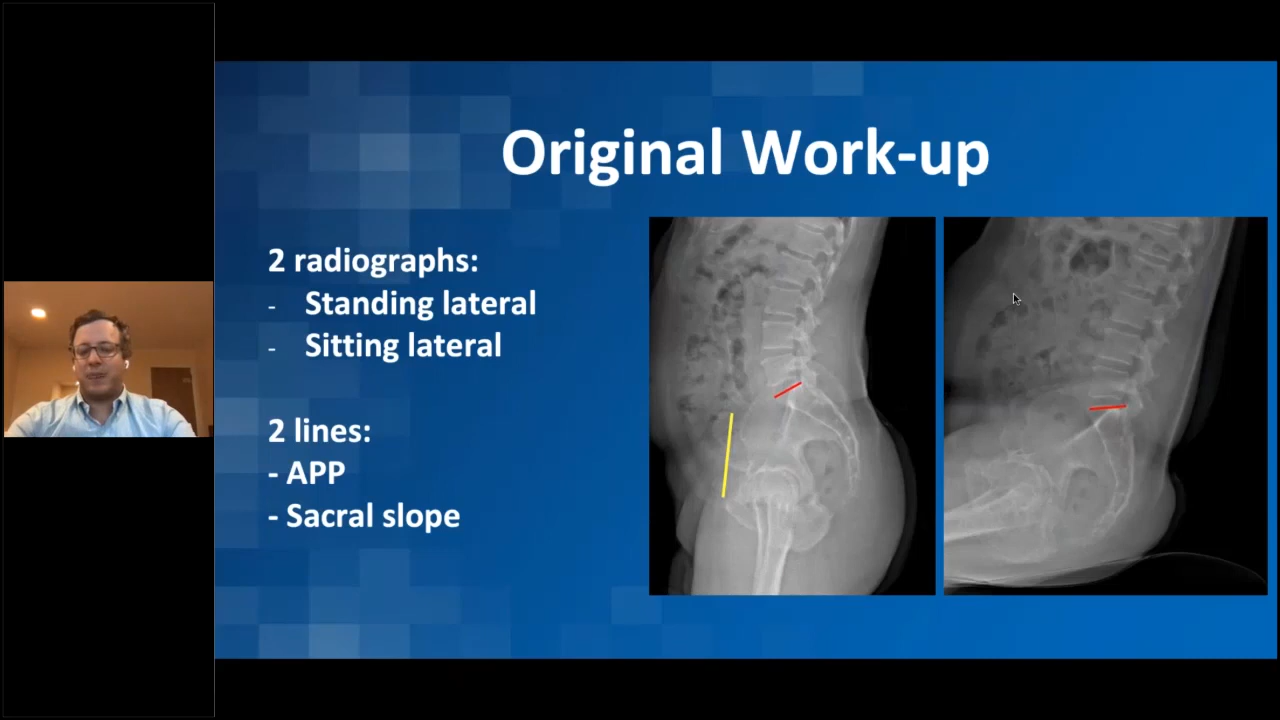 Original Work-up
2 radiographs:
- Standing lateral
- Sitting lateral
2 lines:
- APP
- Sacral slope